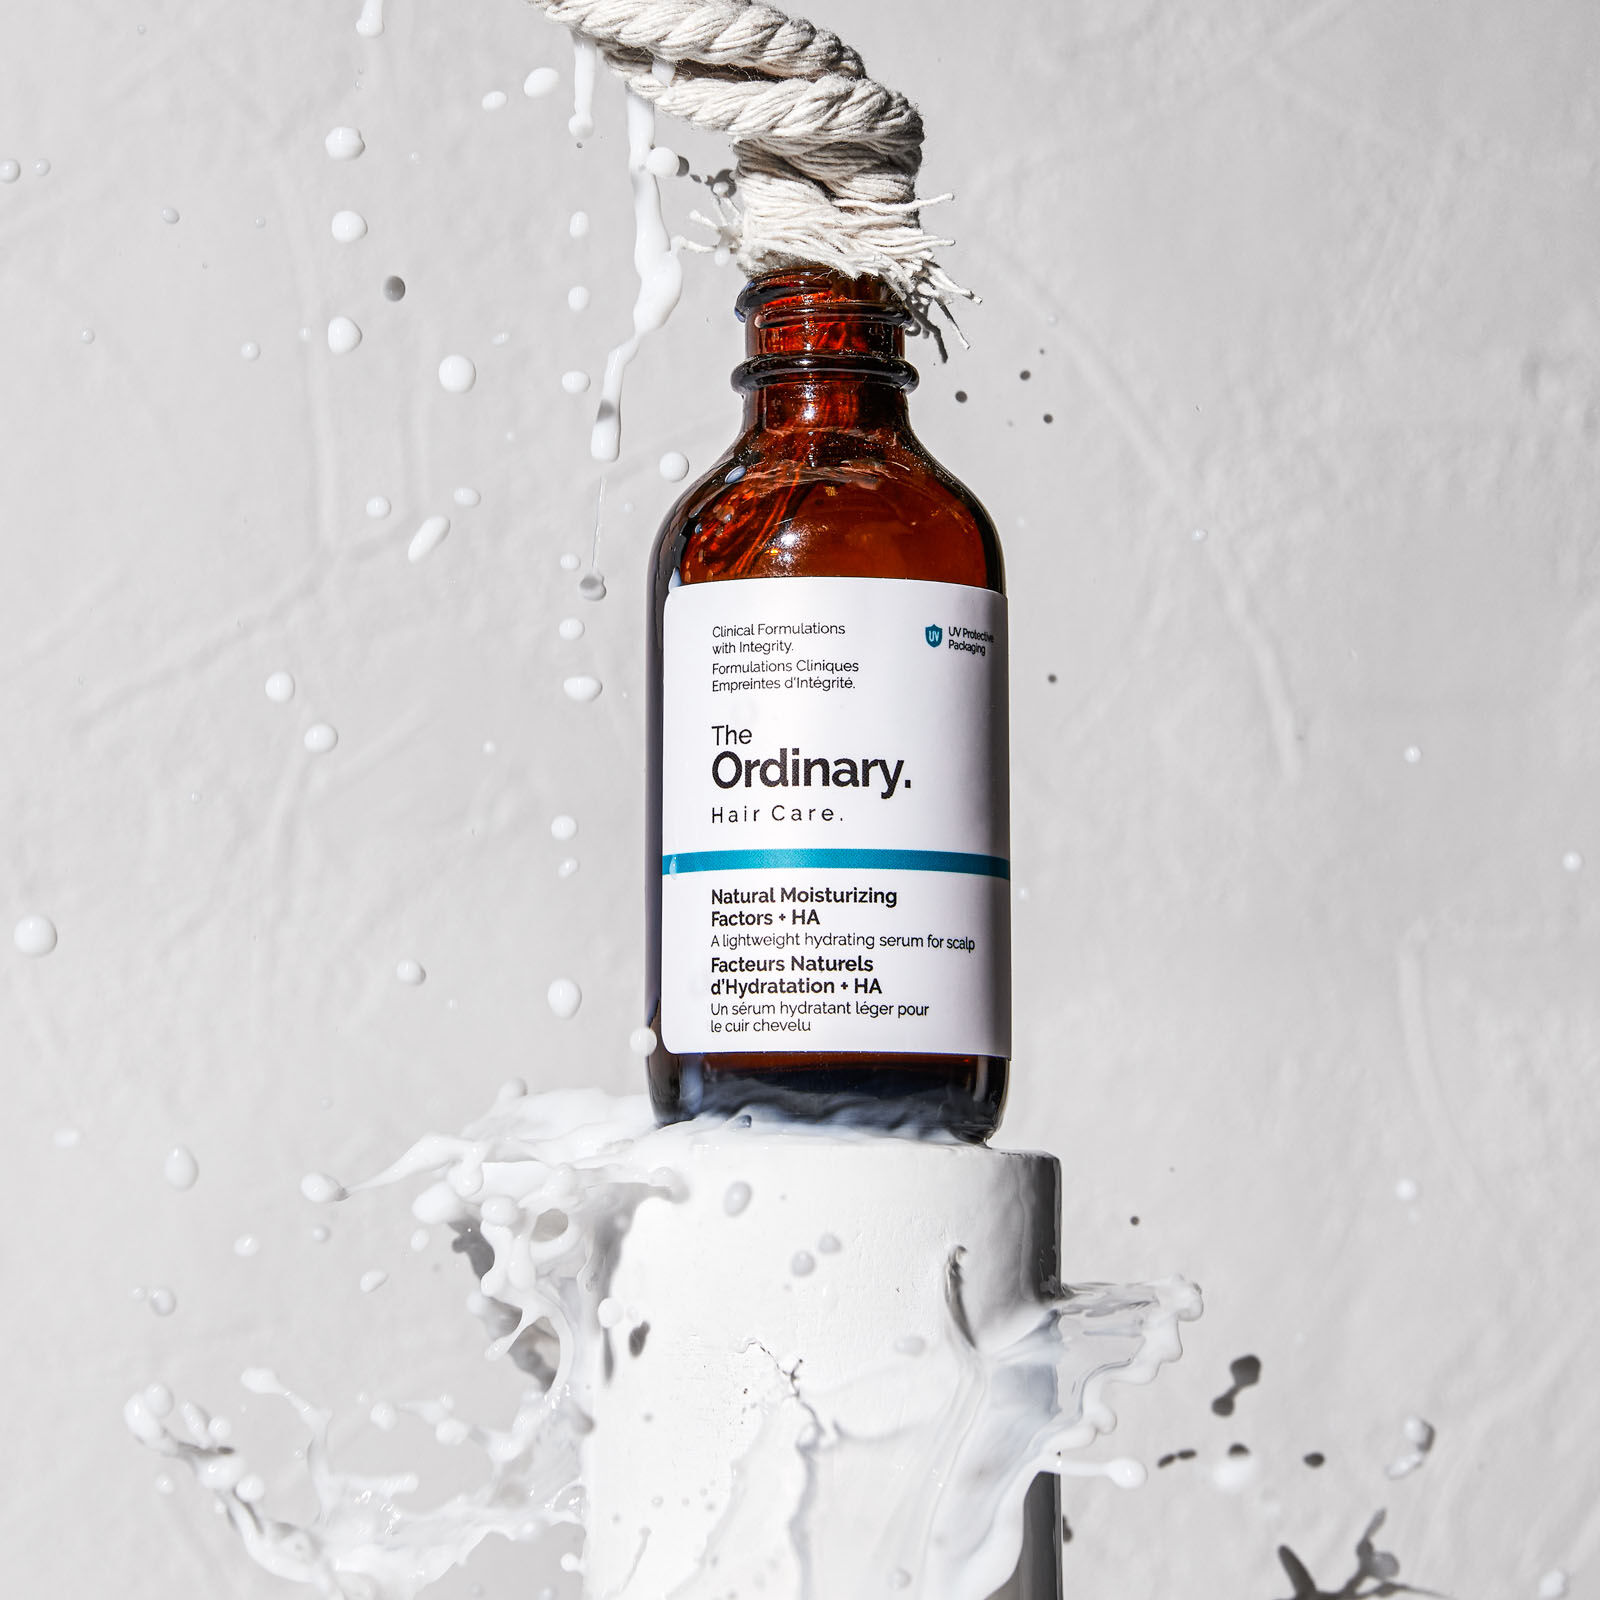 Clinical Formulations
with Integrity.
Formulations Cliniques
Empreintes d'Intégrité.
UV
UV Protective
Packaging
The
Ordinary.
Hair Care.
Natural Moisturizing
Factors + HA
A lightweight hydrating serum for scalp
Facteurs Naturels
d'Hydratation + HA
Un sérum hydratant léger pour
le cuir chevelu